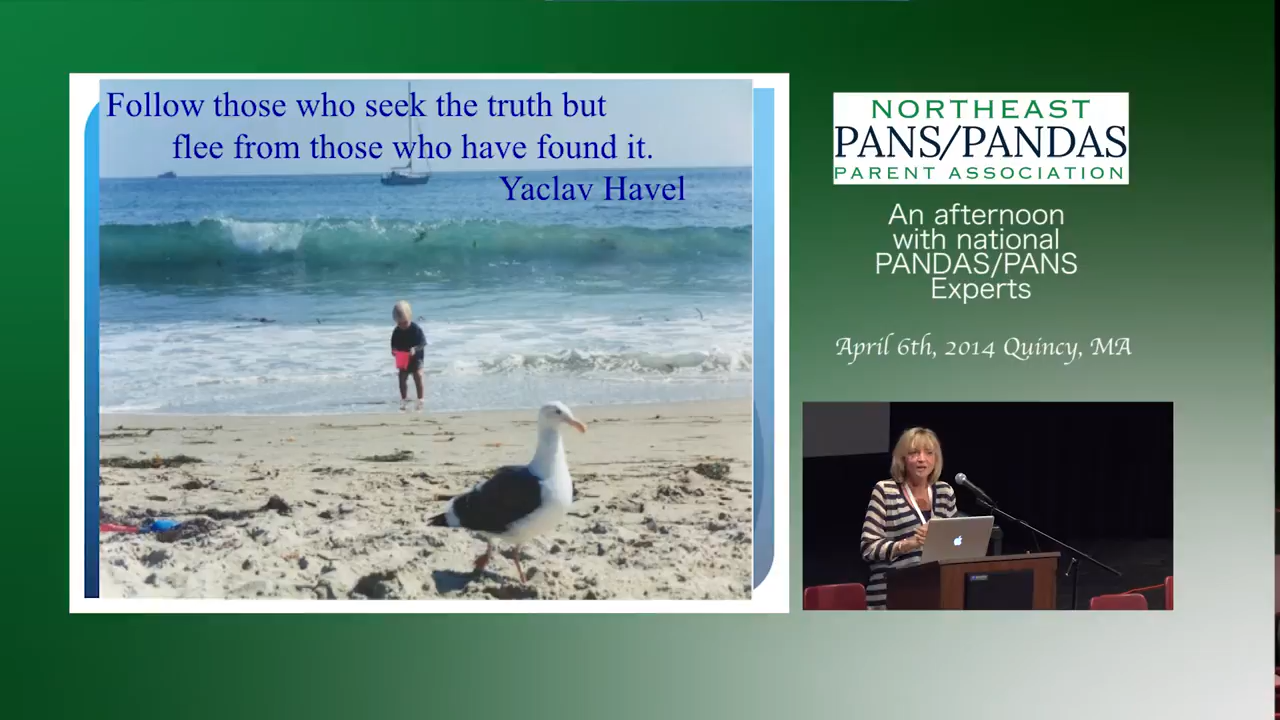 Follow those who seek the truth but
flee from those who have found it.
Yaclav Havel
NORTHEAST
PANS/PANDAS
PARENT ASSOCIATION
An afternoon
with national
PANDAS/PANS
Experts
April 6th, 2014 Quincy, MA